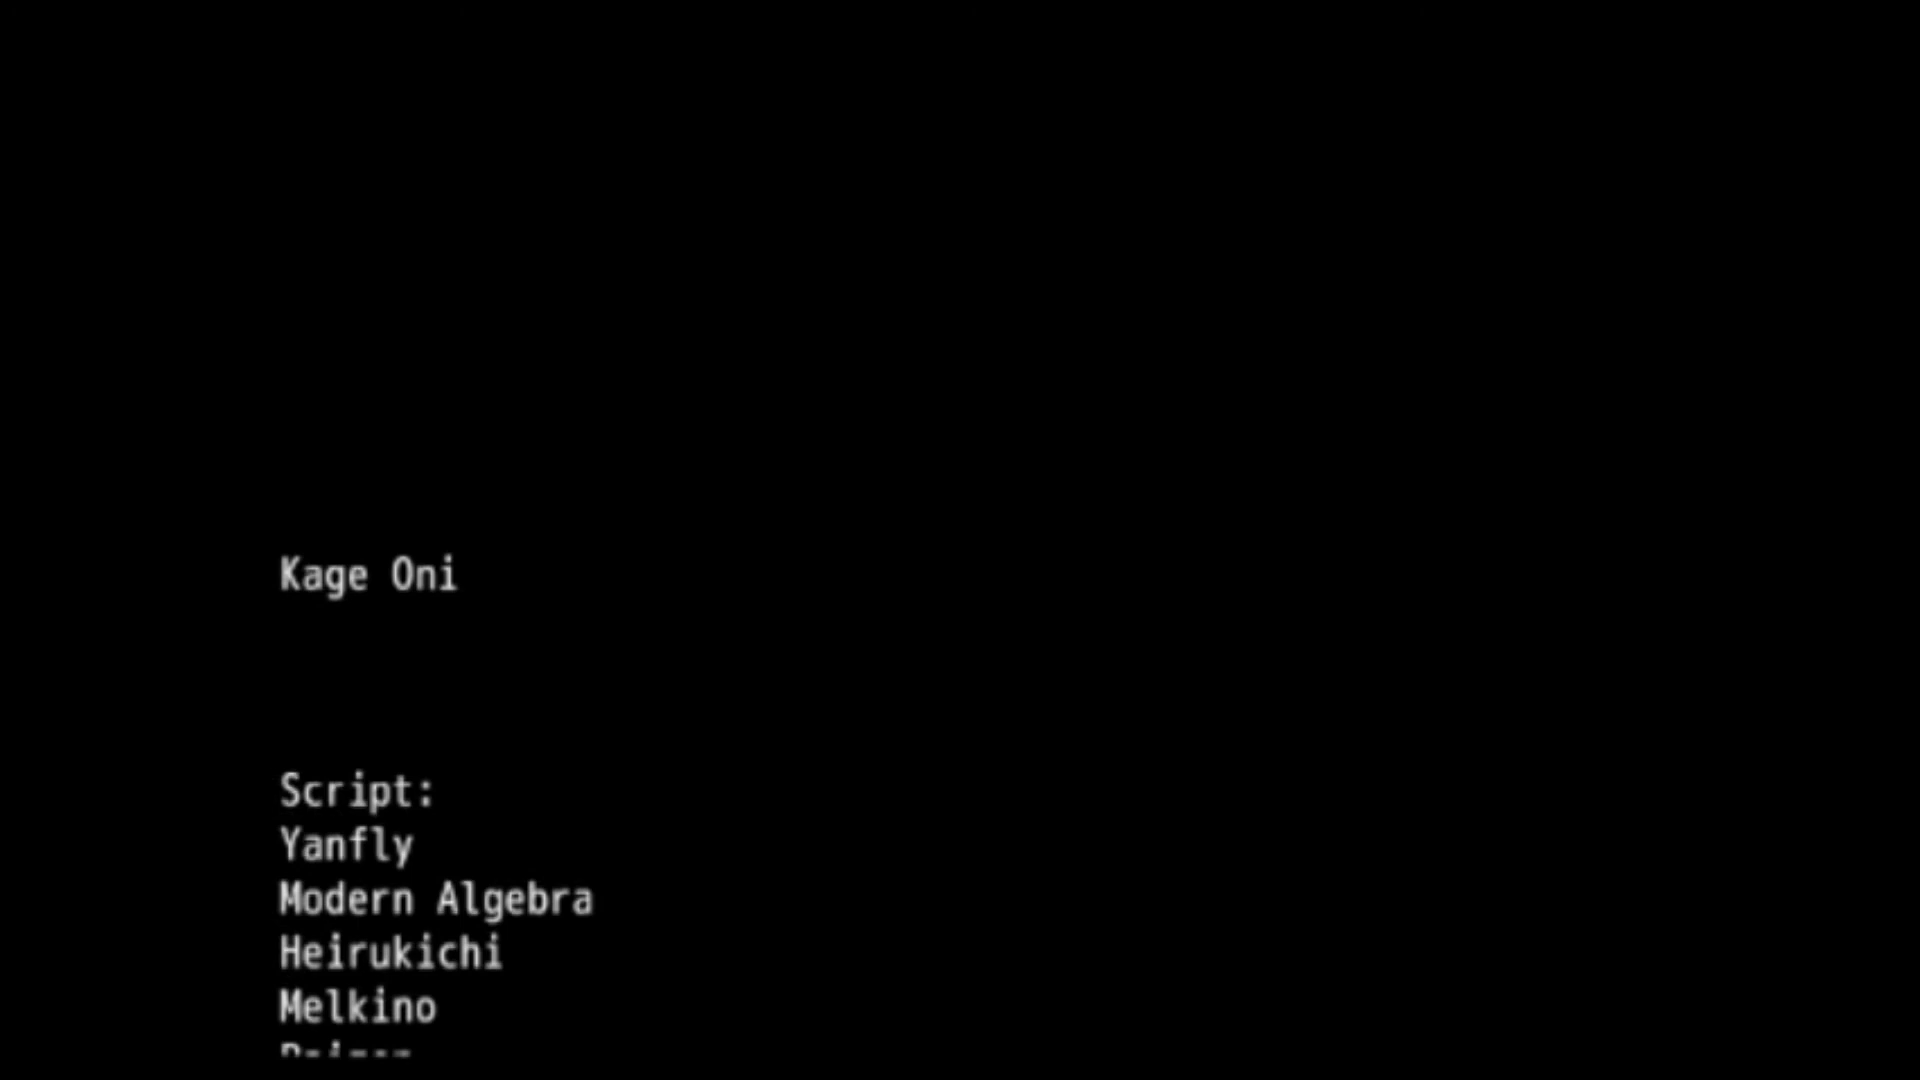 Kage Oni
Script:
Yanfly
Modern Algebra
Heirukichi
Melkino